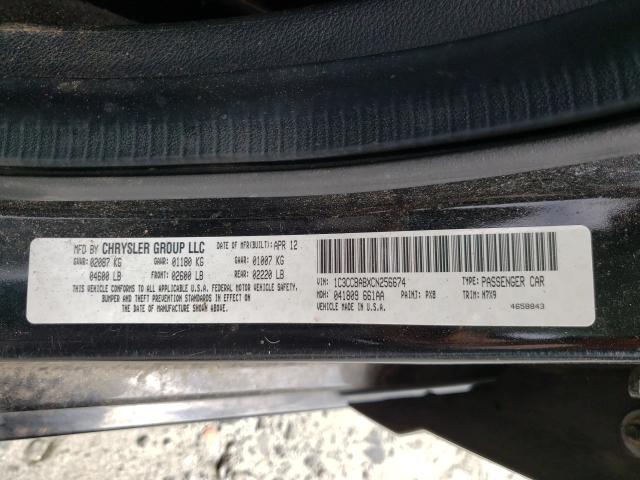 MFD BY CHRYSLER GROUP LLC DATE OF MFR(BUILT): APR 12
GVWR: 02087 KG GAWR: 01180 KG GAWR: 01007 KG
04600 LB FRONT: 02600 LB REAR: 02220 LB
THIS VEHICLE CONFORMS TO ALL APPLICABLE U.S.A. FEDERAL MOTOR VEHICLE SAFETY,
BUMPER AND THEFT PREVENTION STANDARDS IN EFFECT ON
THE DATE OF MANUFACTURE SHOWN ABOVE.
VIN: 1C3CCBABXCN256674 TYPE: PASSENGER CAR
MDH: 041809 661AA PAINT: PX8 TRIM: H7X9
VEHICLE MADE IN U.S.A. 4658843